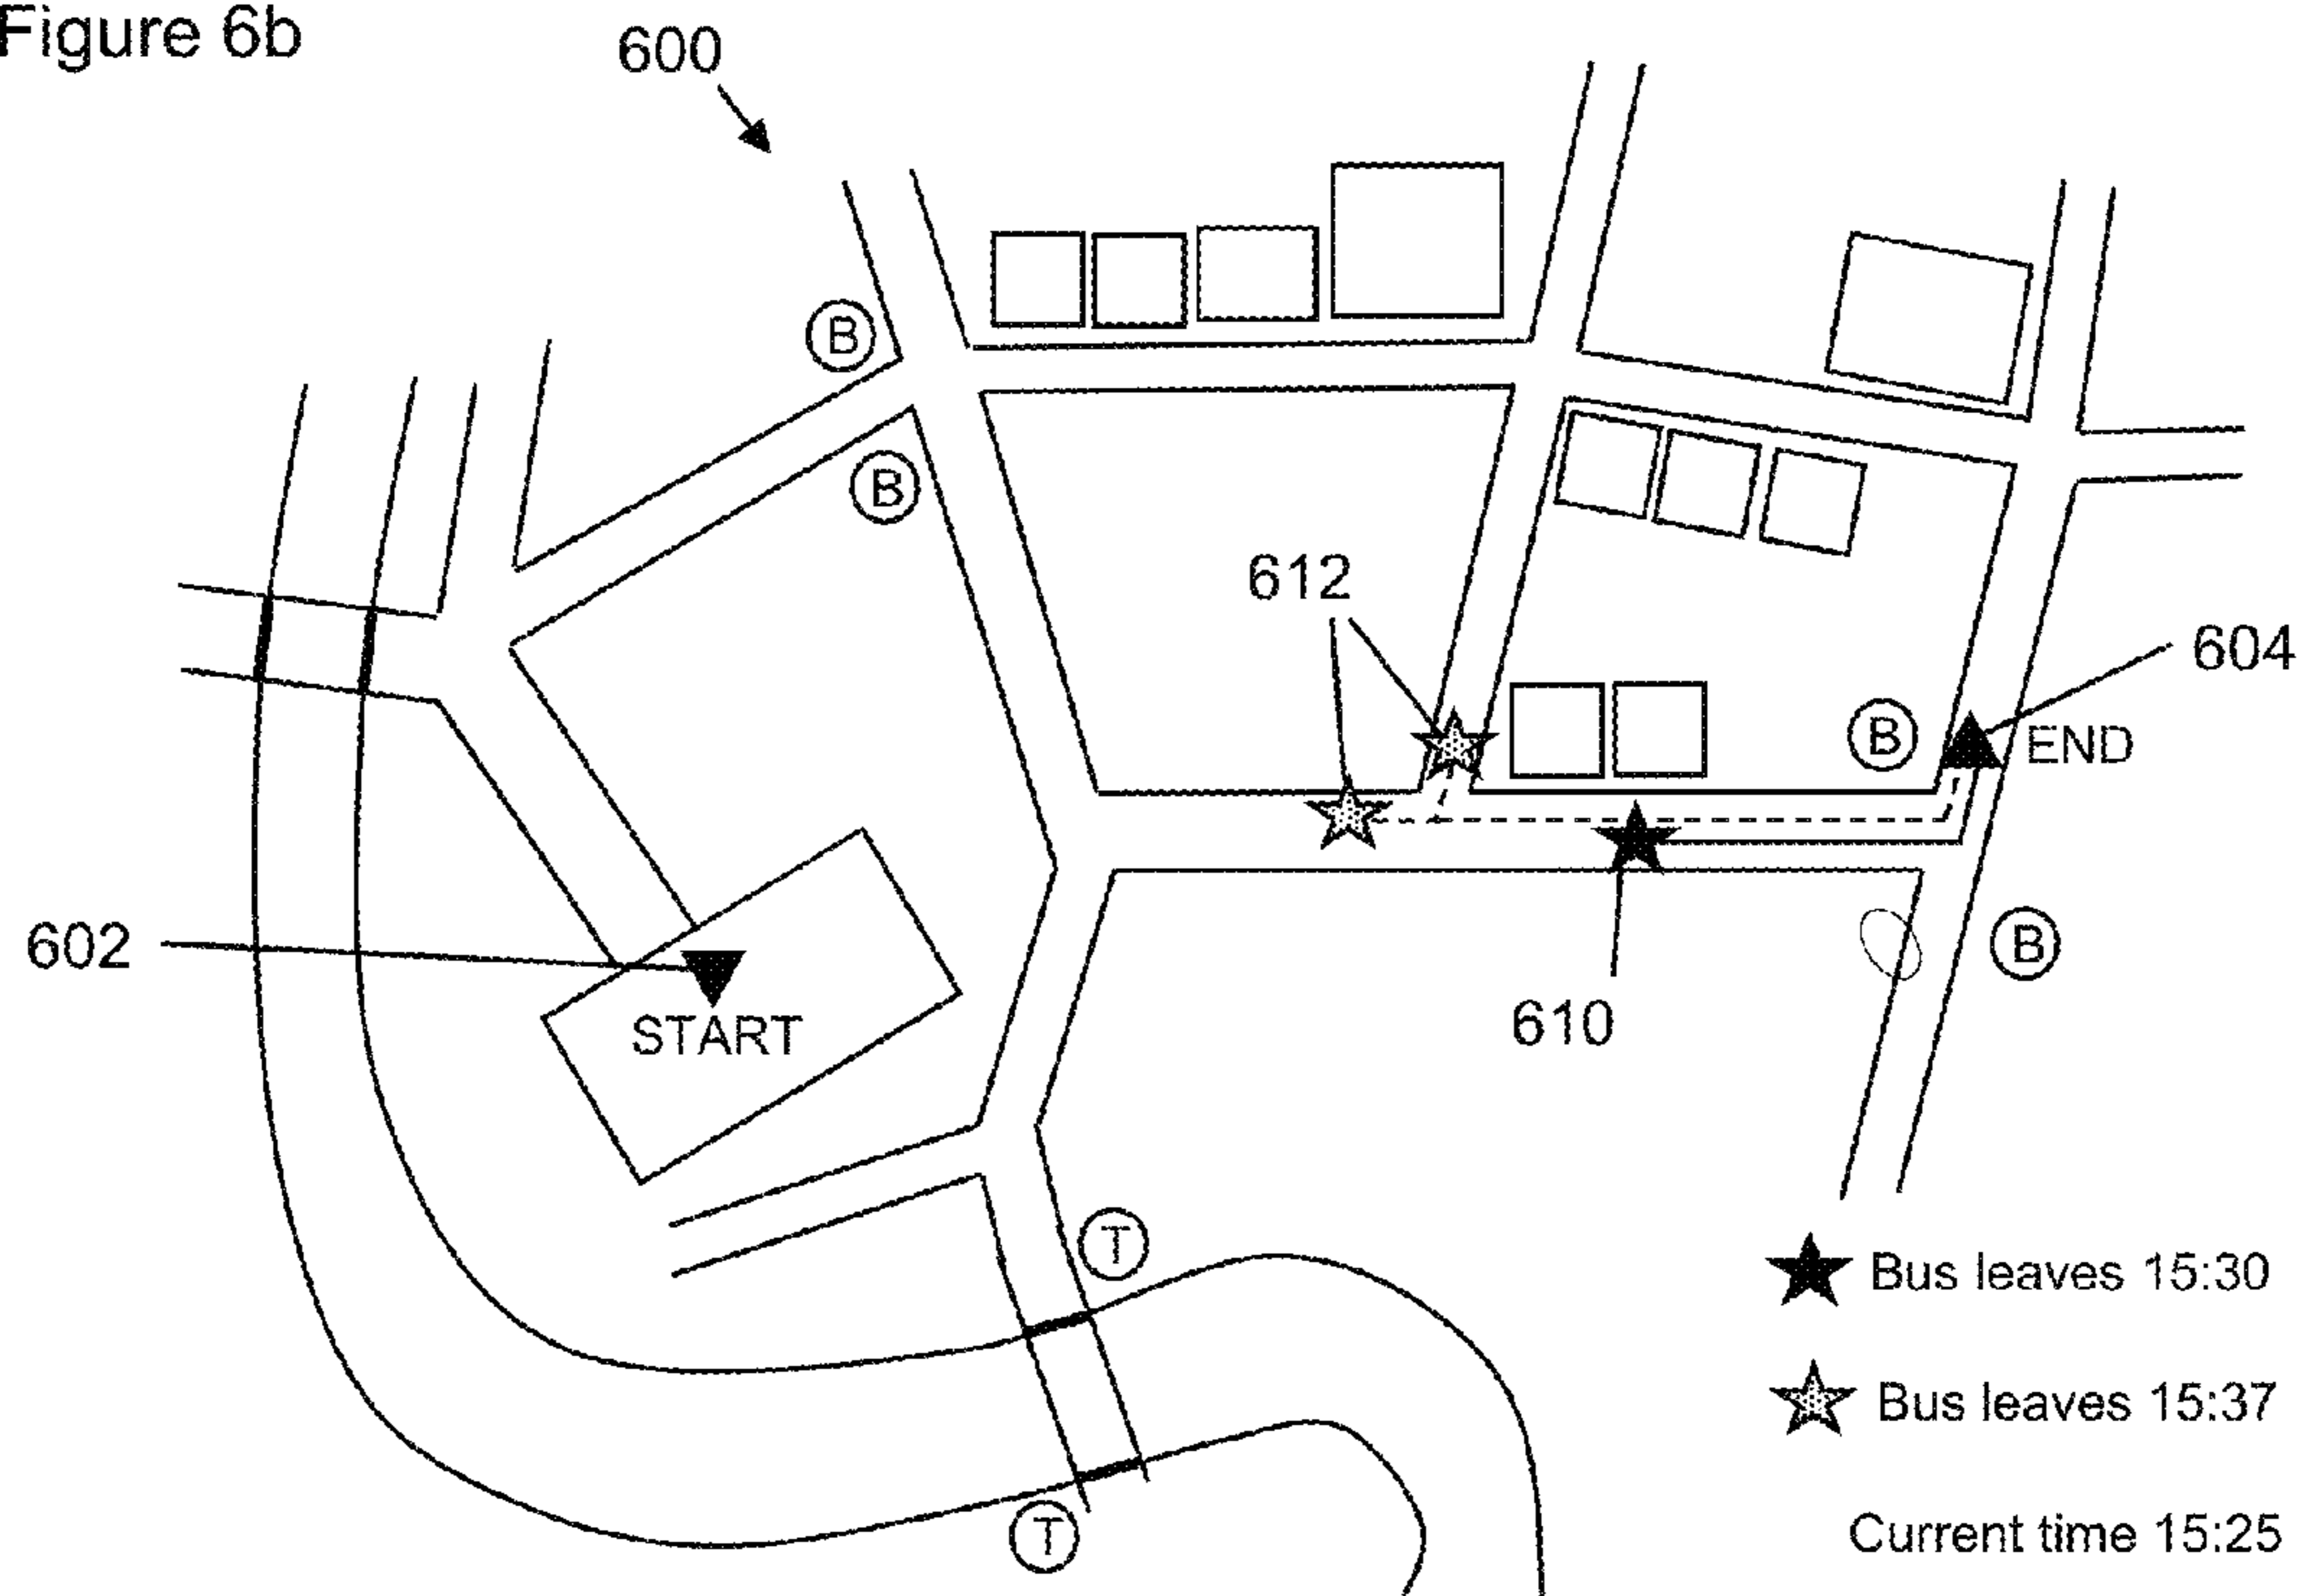 Figure 6b
600
B
B
612
604
B
END
602
B
START
610
T
Bus leaves 15:30
Bus leaves 15:37
T
Current time 15:25